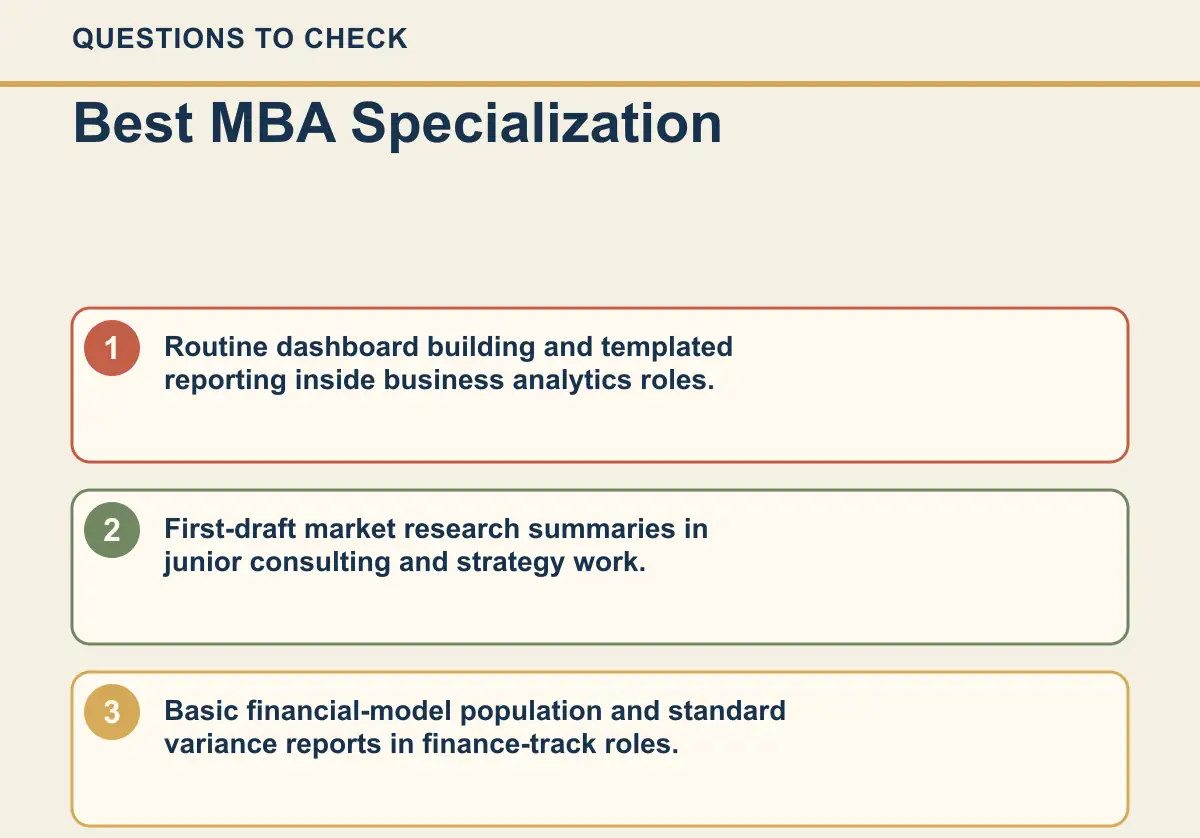 QUESTIONS TO CHECK
Best MBA Specialization
1
Routine dashboard building and templated
reporting inside business analytics roles.
2
First-draft market research summaries in
junior consulting and strategy work.
3
Basic financial-model population and standard
variance reports in finance-track roles.